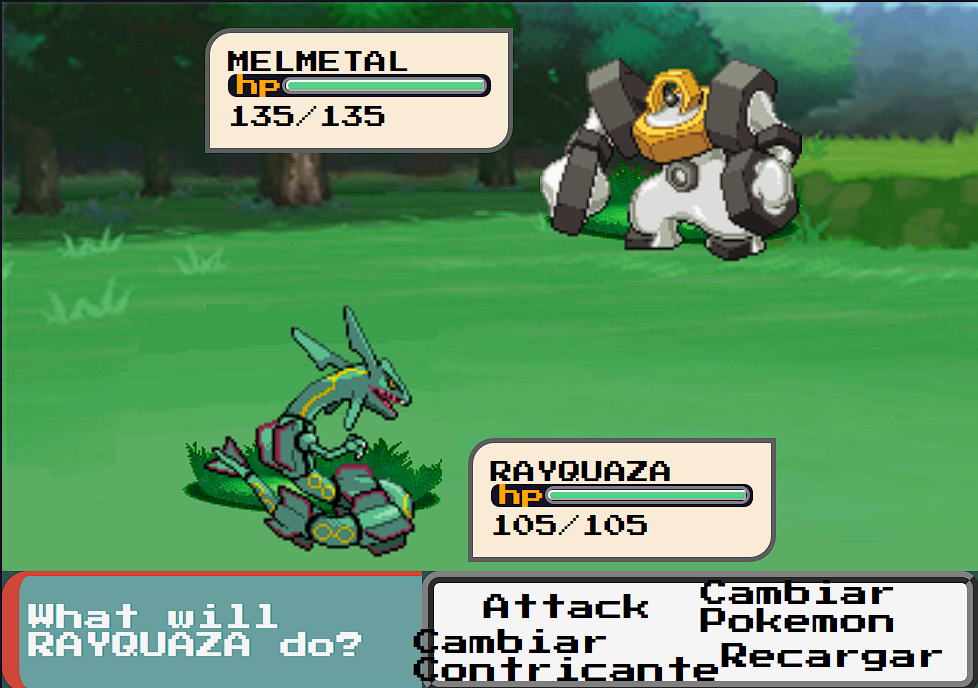 MELMETAL
hp
135/135
RAYQUAZA
hp
105/105
What will
RAYQUAZA do?
Attack
Cambiar
Pokemon
Cambiar
Contricante
Recargar